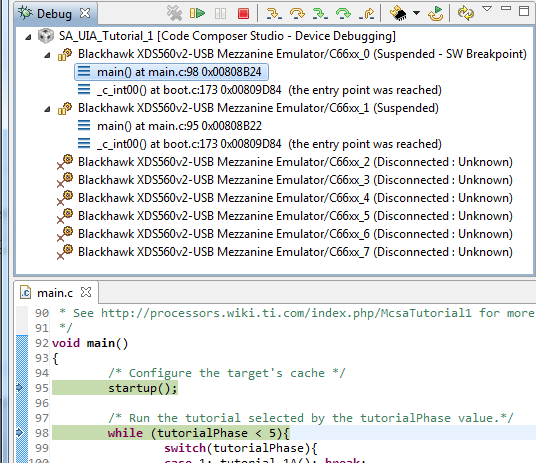 Debug
SA_UIA_Tutorial_1 [Code Composer Studio - Device Debugging]
Blackhawk XDS560v2-USB Mezzanine Emulator/C66xx_0 (Suspended - SW Breakpoint)
main() at main.c:98 0x00808B24
_c_int00() at boot.c:173 0x00809D84 (the entry point was reached)
Blackhawk XDS560v2-USB Mezzanine Emulator/C66xx_1 (Suspended)
main() at main.c:95 0x00808B22
_c_int00() at boot.c:173 0x00809D84 (the entry point was reached)
Blackhawk XDS560v2-USB Mezzanine Emulator/C66xx_2 (Disconnected : Unknown)
Blackhawk XDS560v2-USB Mezzanine Emulator/C66xx_3 (Disconnected : Unknown)
Blackhawk XDS560v2-USB Mezzanine Emulator/C66xx_4 (Disconnected : Unknown)
Blackhawk XDS560v2-USB Mezzanine Emulator/C66xx_5 (Disconnected : Unknown)
Blackhawk XDS560v2-USB Mezzanine Emulator/C66xx_6 (Disconnected : Unknown)
Blackhawk XDS560v2-USB Mezzanine Emulator/C66xx_7 (Disconnected : Unknown)
.c main.c
90 * See http://processors.wiki.ti.com/index.php/McsaTutorial1 for more
91 */
92 void main()
93 {
94 /* Configure the target's cache */
95 startup();
96
97 /* Run the tutorial selected by the tutorialPhase value.*/
98 while (tutorialPhase < 5){
99 switch(tutorialPhase){
100 case 1: tutorial_1A(); break;